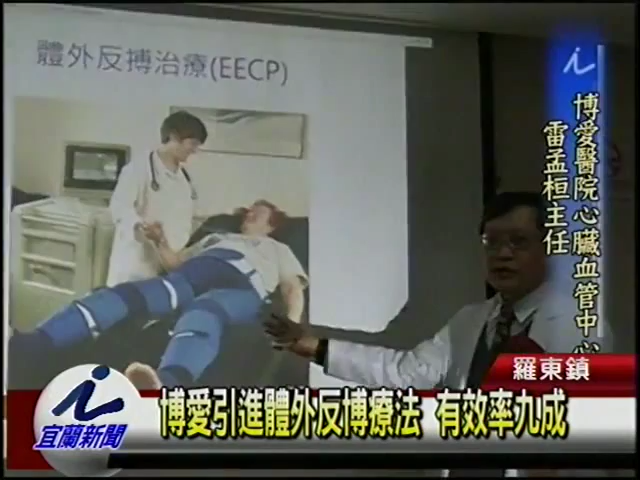 體外反搏治療(EECP)
i
博愛醫院心臟血管中心
雷孟桓主任
羅東鎮
博愛引進體外反博療法 有效率九成
i
宜蘭新聞